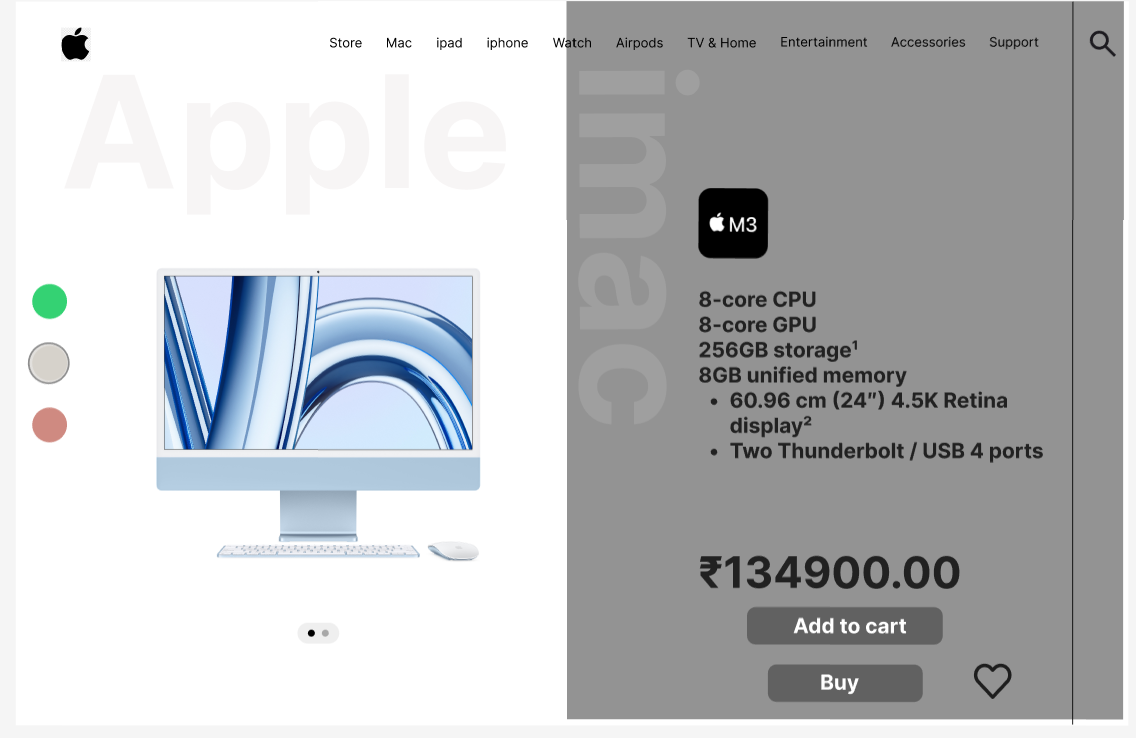 Store Mac ipad iphone Watch Airpods TV & Home Entertainment Accessories Support
Apple
imac
M3
8-core CPU
8-core GPU
256GB storage¹
8GB unified memory
• 60.96 cm (24″) 4.5K Retina
display²
• Two Thunderbolt / USB 4 ports
₹134900.00
Add to cart
Buy